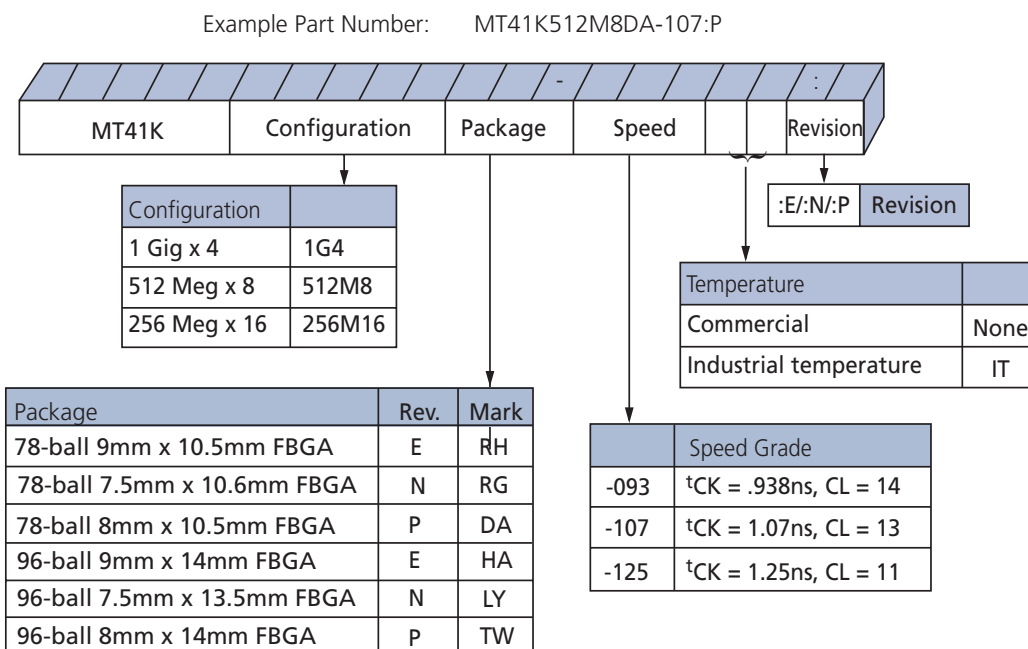 Example Part Number: MT41K512M8DA-107:P
- :
MT41K Configuration Package Speed Revision
:E/:N/:P Revision
Configuration
1 Gig x 4 1G4
512 Meg x 8 512M8
256 Meg x 16 256M16
Temperature
Commercial None
Industrial temperature IT
Package Rev. Mark
78-ball 9mm x 10.5mm FBGA E RH
78-ball 7.5mm x 10.6mm FBGA N RG
78-ball 8mm x 10.5mm FBGA P DA
96-ball 9mm x 14mm FBGA E HA
96-ball 7.5mm x 13.5mm FBGA N LY
96-ball 8mm x 14mm FBGA P TW
Speed Grade
-093 tCK = .938ns, CL = 14
-107 tCK = 1.07ns, CL = 13
-125 tCK = 1.25ns, CL = 11